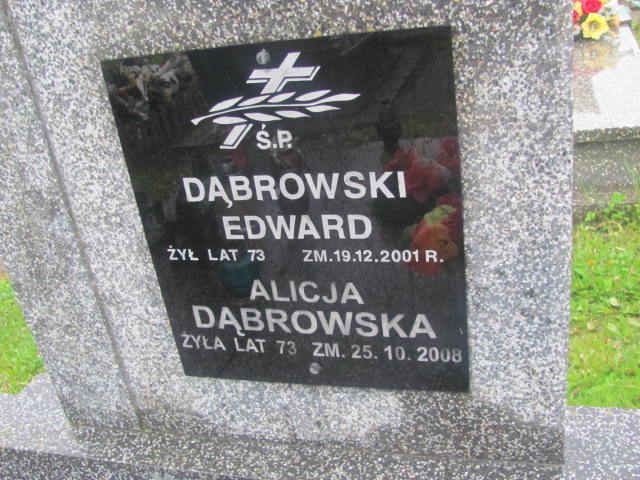 Ś.P.
DĄBROWSKI
EDWARD
ŻYŁ LAT 73 ZM.19.12.2001 R.
ALICJA
DĄBROWSKA
ŻYŁA LAT 73 ZM. 25. 10. 2008